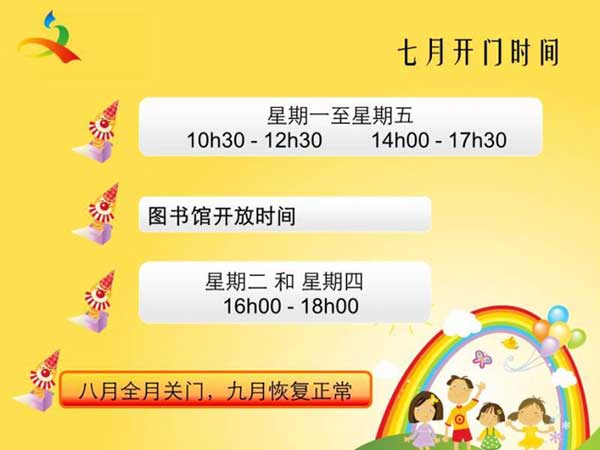 七月开门时间
星期一至星期五
10h30 - 12h30 14h00 - 17h30
图书馆开放时间
星期二 和 星期四
16h00 - 18h00
八月全月关门，九月恢复正常